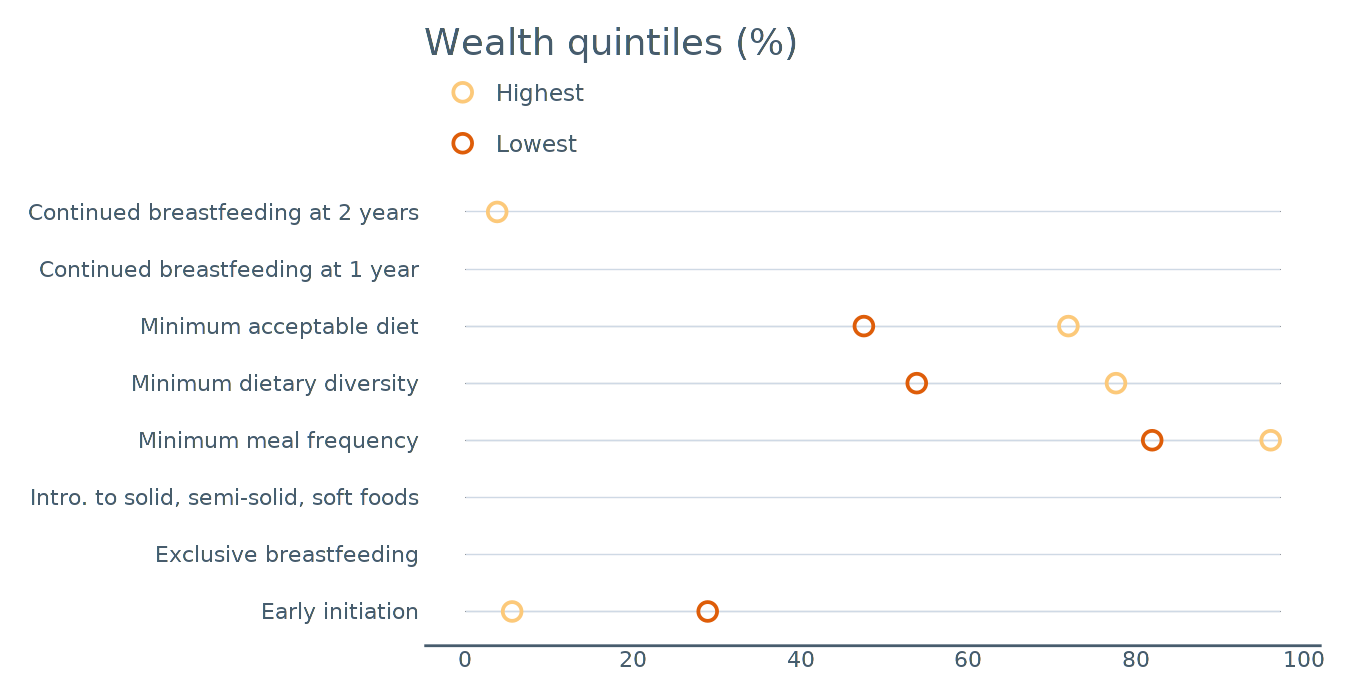 Wealth quintiles (%)
Highest
Lowest
Continued breastfeeding at 2 years
Continued breastfeeding at 1 year
Minimum acceptable diet
Minimum dietary diversity
Minimum meal frequency
Intro. to solid, semi-solid, soft foods
Exclusive breastfeeding
Early initiation
0 20 40 60 80 100